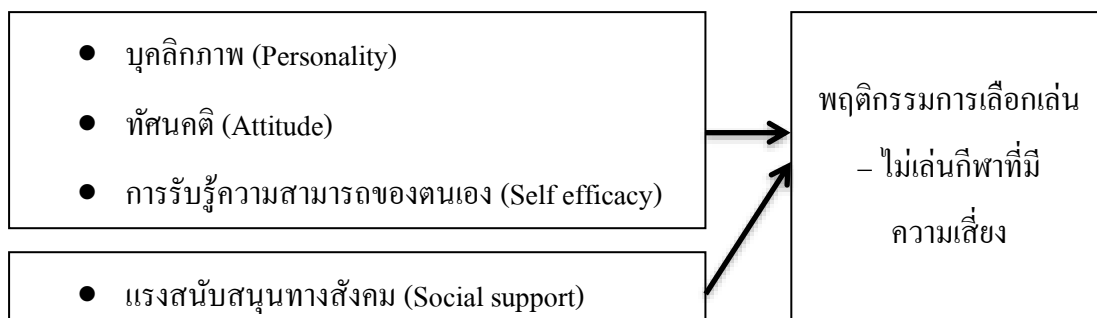 ● บุคลิกภาพ (Personality)
● ทัศนคติ (Attitude)
● การรับรู้ความสามารถของตนเอง (Self efficacy)
● แรงสนับสนุนทางสังคม (Social support)
พฤติกรรมการเลือกเล่น
– ไม่เล่นกีฬาที่มี
ความเสี่ยง